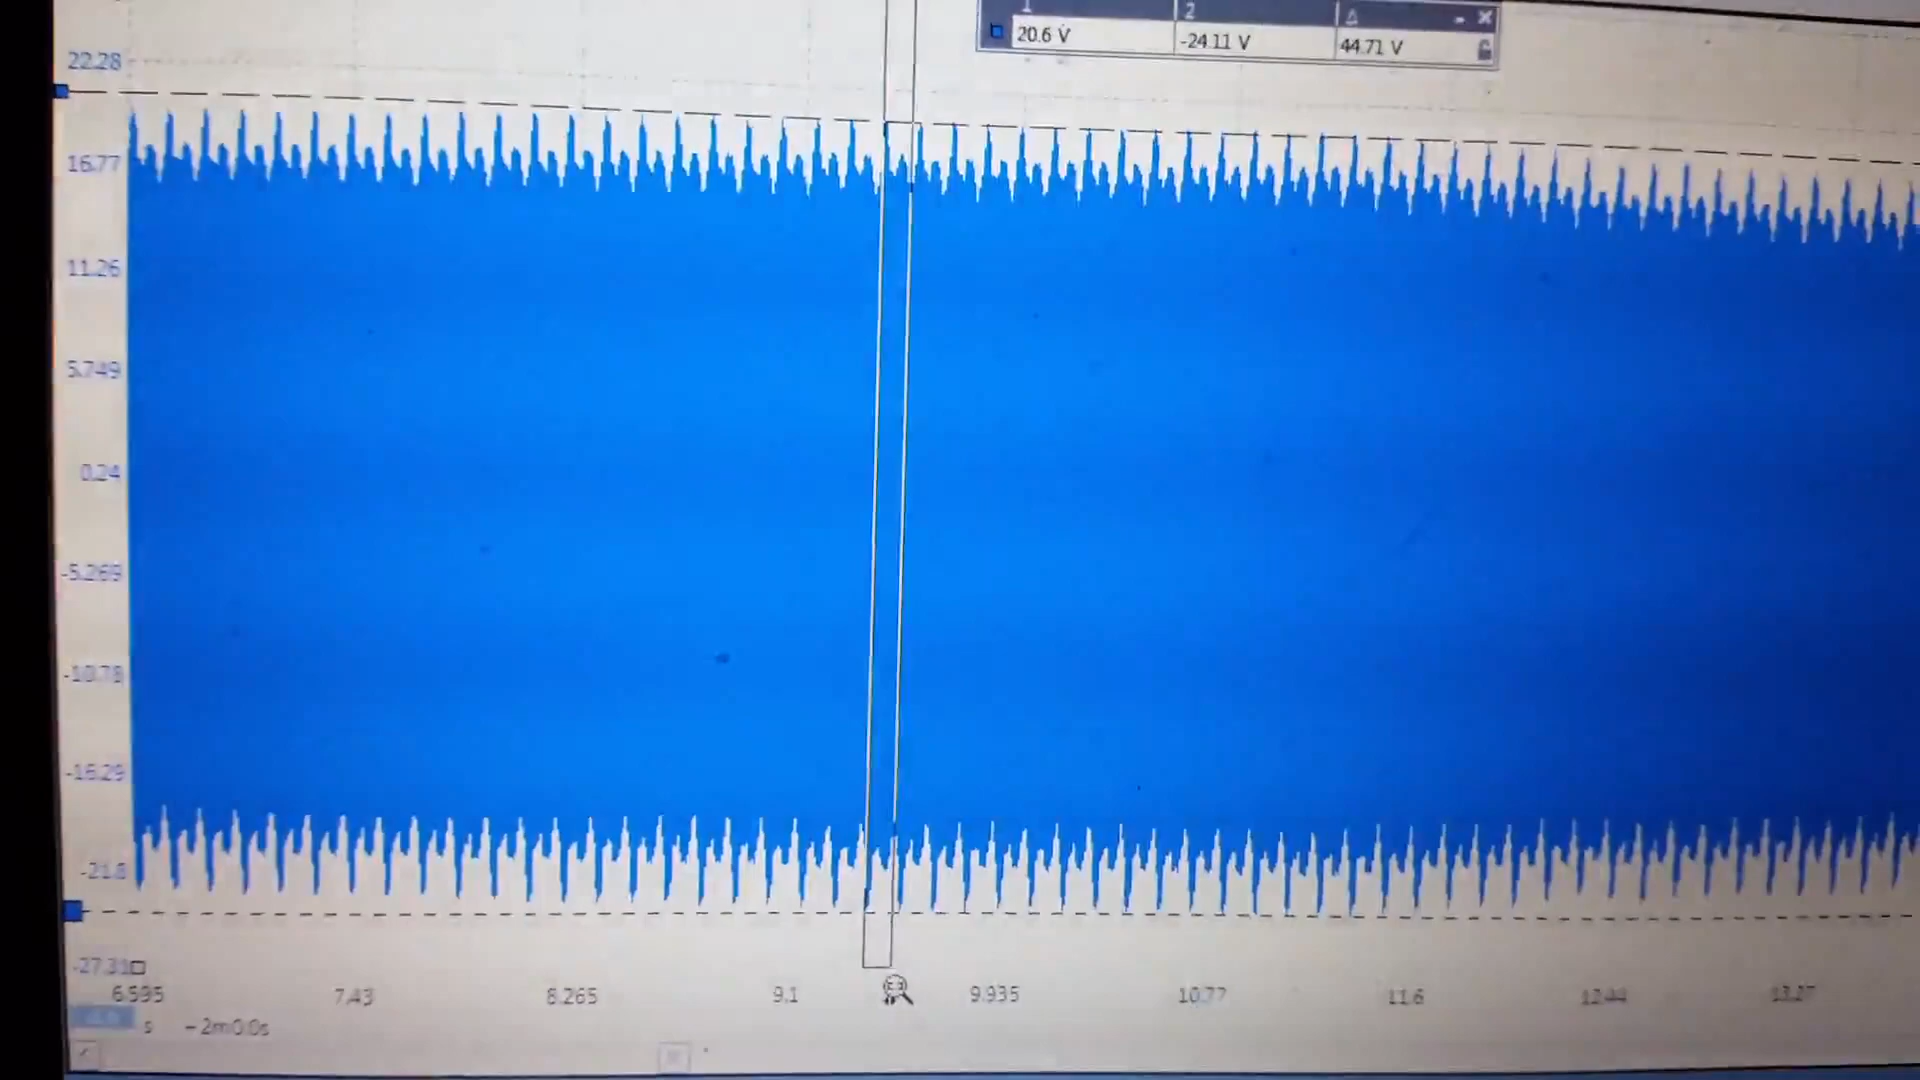 1 2 Δ
20.6 V -24.11 V 44.71 V
22.28
16.77
11.26
5.749
0.24
-5.269
-10.78
-16.29
-21.8
-27.31
6.595 7.43 8.265 9.1 9.935 10.77 11.6 12.44 13.27
s -2m0.0s